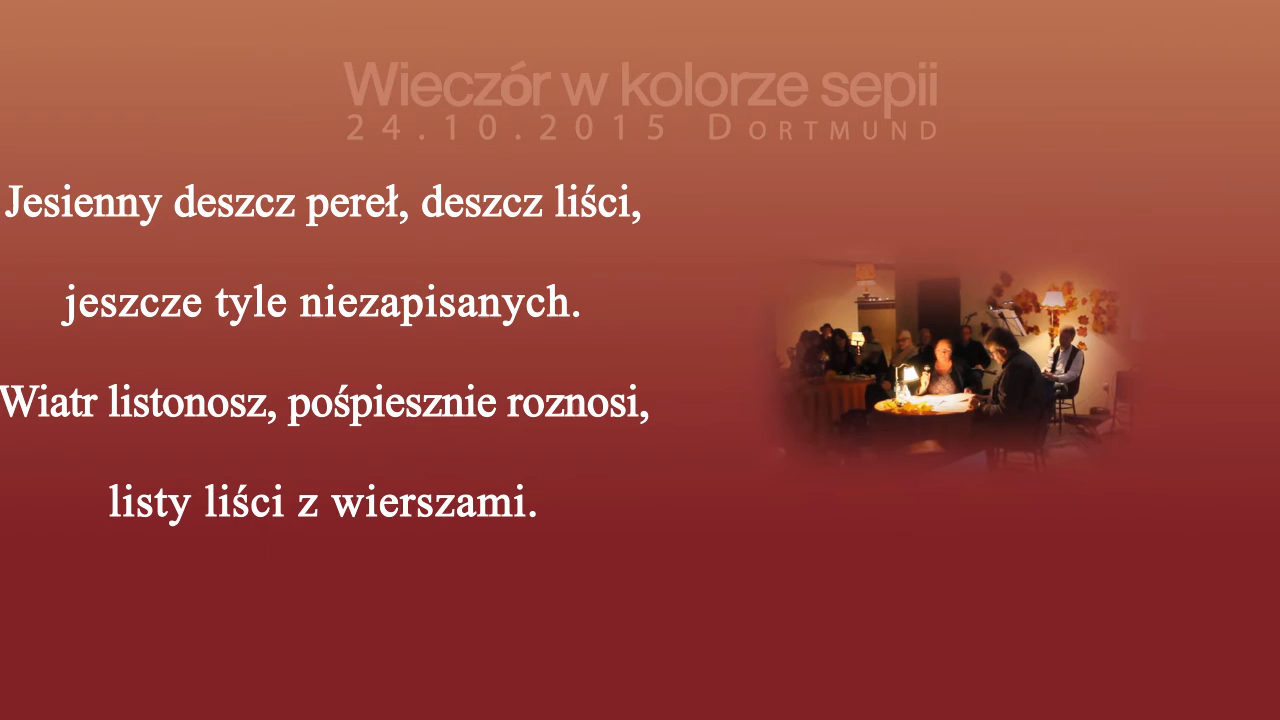 Wieczór w kolorze sepii
24.10.2015 Dortmund
Jesienny deszcz pereł, deszcz liści,
jeszcze tyle niezapisanych.
Wiatr listonosz, pośpiesznie roznosi,
listy liści z wierszami.